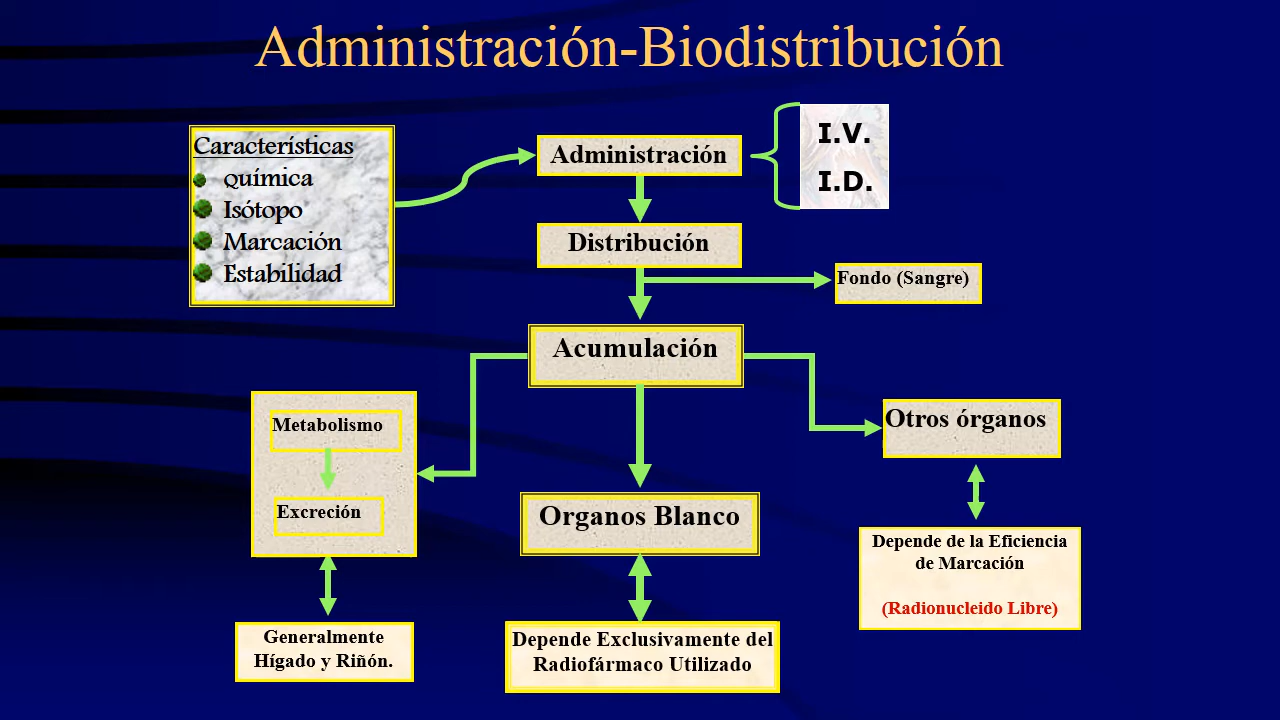 Administración-Biodistribución
Características
Química
Isótopo
Marcación
Estabilidad
Administración
I.V.
I.D.
Distribución
Fondo (Sangre)
Acumulación
Metabolismo
Excreción
Otros órganos
Organos Blanco
Depende de la Eficiencia
de Marcación
(Radionucleido Libre)
Generalmente
Hígado y Riñón.
Depende Exclusivamente del
Radiofármaco Utilizado